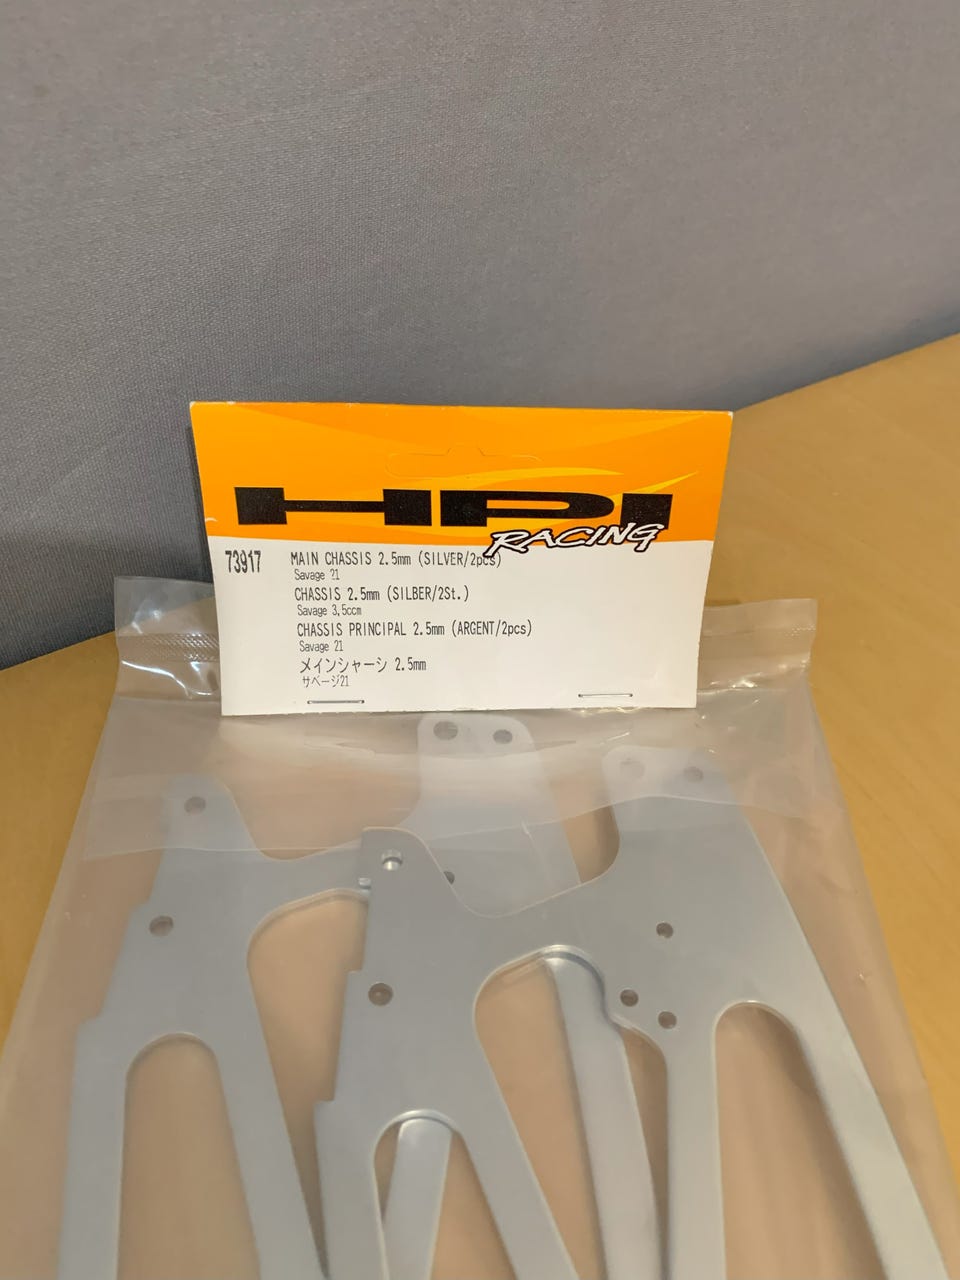 HPI
RACING
73917 MAIN CHASSIS 2.5mm (SILVER/2pcs)
Savage 21
CHASSIS 2.5mm (SILBER/2St.)
Savage 3,5ccm
CHASSIS PRINCIPAL 2.5mm (ARGENT/2pcs)
Savage 21
メインシャーシ 2.5mm
サベージ21